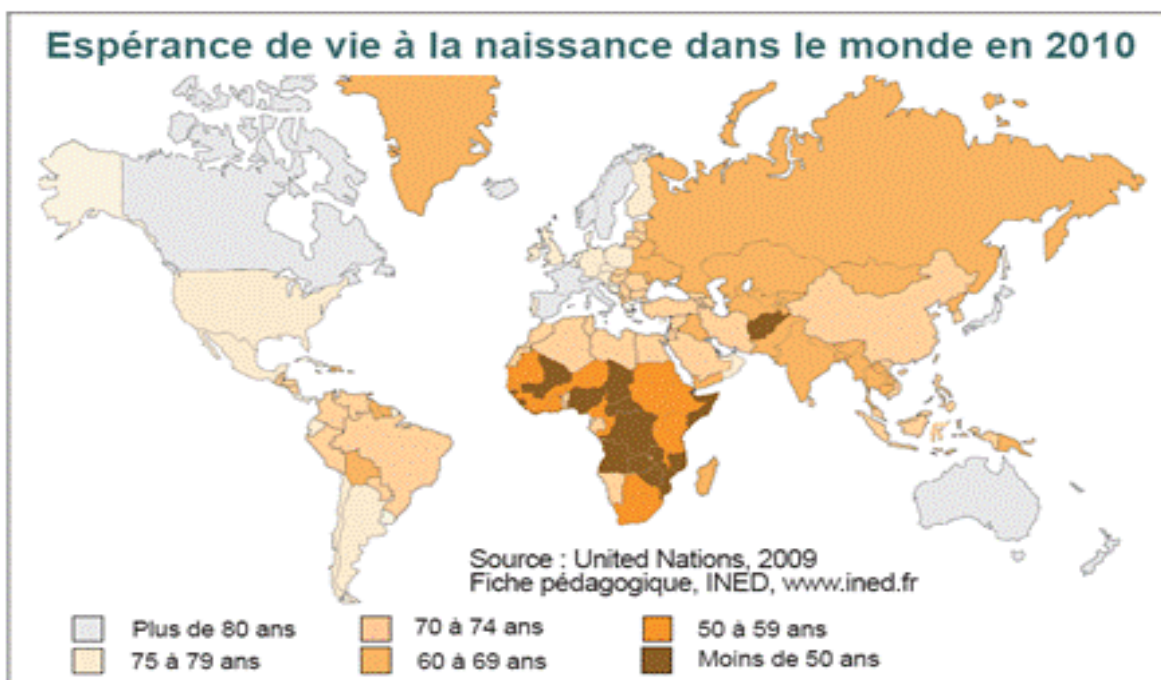 Espérance de vie à la naissance dans le monde en 2010
Source : United Nations, 2009
Fiche pédagogique, INED, www.ined.fr
Plus de 80 ans
70 à 74 ans
50 à 59 ans
75 à 79 ans
60 à 69 ans
Moins de 50 ans